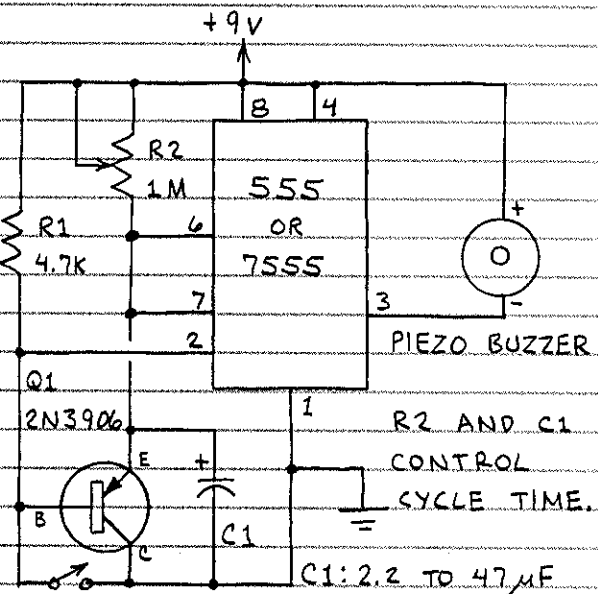 +9V
8 4
R2
1M
555
OR
7555
R1
4.7K
6
7
2
3
+
-
PIEZO BUZZER
Q1
2N3906
1
E
B
C
+
C1
R2 AND C1
CONTROL
CYCLE TIME.
C1: 2.2 TO 47µF